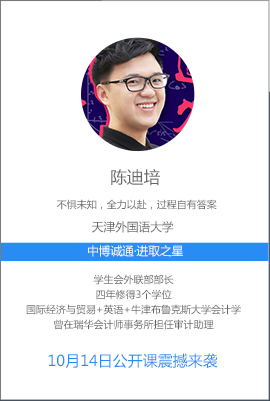 陈迪培
不惧未知，全力以赴，过程自有答案
天津外国语大学
中博诚通·进取之星
学生会外联部部长
四年修得3个学位
国际经济与贸易+英语+牛津布鲁克斯大学会计学
曾在瑞华会计师事务所担任审计助理
10月14日公开课震撼来袭